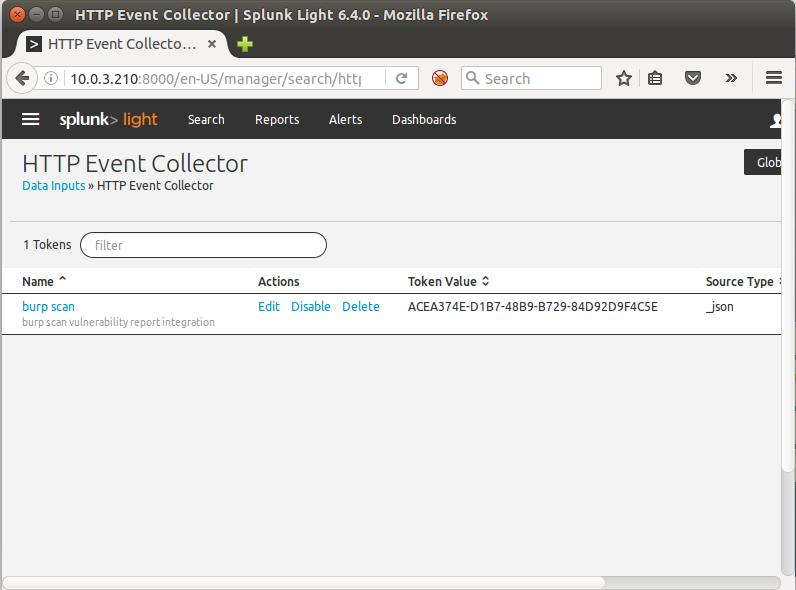 HTTP Event Collector | Splunk Light 6.4.0 - Mozilla Firefox
> HTTP Event Collecto...
10.0.3.210:8000/en-US/manager/search/htt
Search
splunk> light Search Reports Alerts Dashboards
HTTP Event Collector
Glob
Data Inputs » HTTP Event Collector
1 Tokens filter
Name Actions Token Value Source Type
burp scan Edit Disable Delete ACEA374E-D1B7-48B9-B729-84D92D9F4C5E _json
burp scan vulnerability report integration